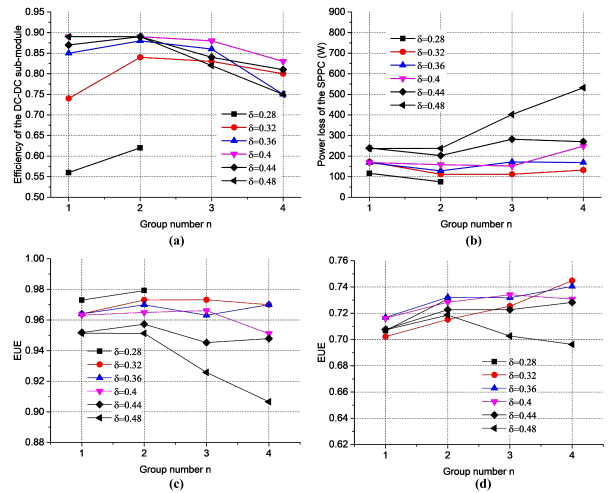 0.90
0.85
0.80
0.75
0.70
0.65
0.60
0.55
0.50
Efficiency of the DC-DC sub-module
δ=0.28
δ=0.32
δ=0.36
δ=0.4
δ=0.44
δ=0.48
1 2 3 4
Group number n
(a)
900
800
700
600
500
400
300
200
100
0
Power loss of the SPPC (W)
δ=0.28
δ=0.32
δ=0.36
δ=0.4
δ=0.44
δ=0.48
1 2 3 4
Group number n
(b)
1.00
0.98
0.96
0.94
0.92
0.90
0.88
EUE
δ=0.28
δ=0.32
δ=0.36
δ=0.4
δ=0.44
δ=0.48
1 2 3 4
Group number n
(c)
0.76
0.74
0.72
0.70
0.68
0.66
0.64
0.62
EUE
δ=0.28
δ=0.32
δ=0.36
δ=0.4
δ=0.44
δ=0.48
1 2 3 4
Group number n
(d)